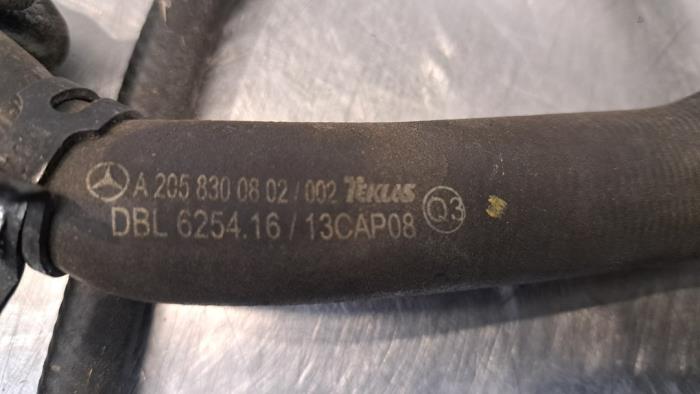 A 205 830 08 02 / 002 TEKLAS
DBL 6254.16 / 13CAP08 Q3